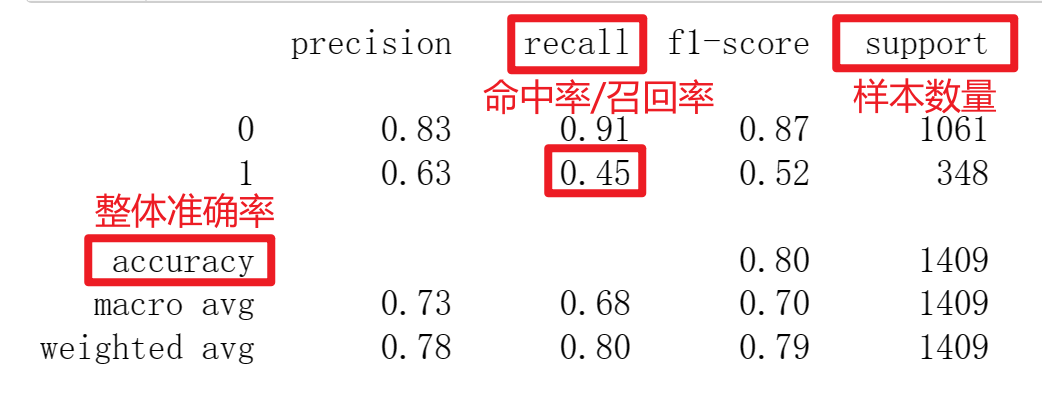 precision recall f1-score support
命中率/召回率 样本数量
0 0.83 0.91 0.87 1061
1 0.63 0.45 0.52 348
整体准确率
accuracy 0.80 1409
macro avg 0.73 0.68 0.70 1409
weighted avg 0.78 0.80 0.79 1409